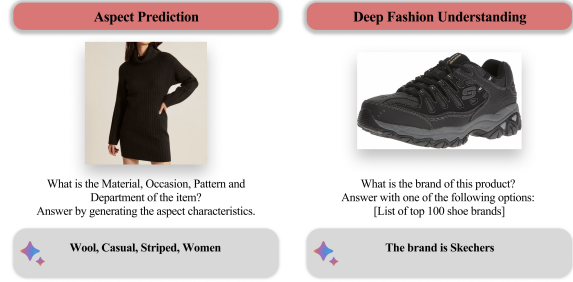 Aspect Prediction
What is the Material, Occasion, Pattern and
Department of the item?
Answer by generating the aspect characteristics.
Wool, Casual, Striped, Women
Deep Fashion Understanding
What is the brand of this product?
Answer with one of the following options:
[List of top 100 shoe brands]
The brand is Skechers